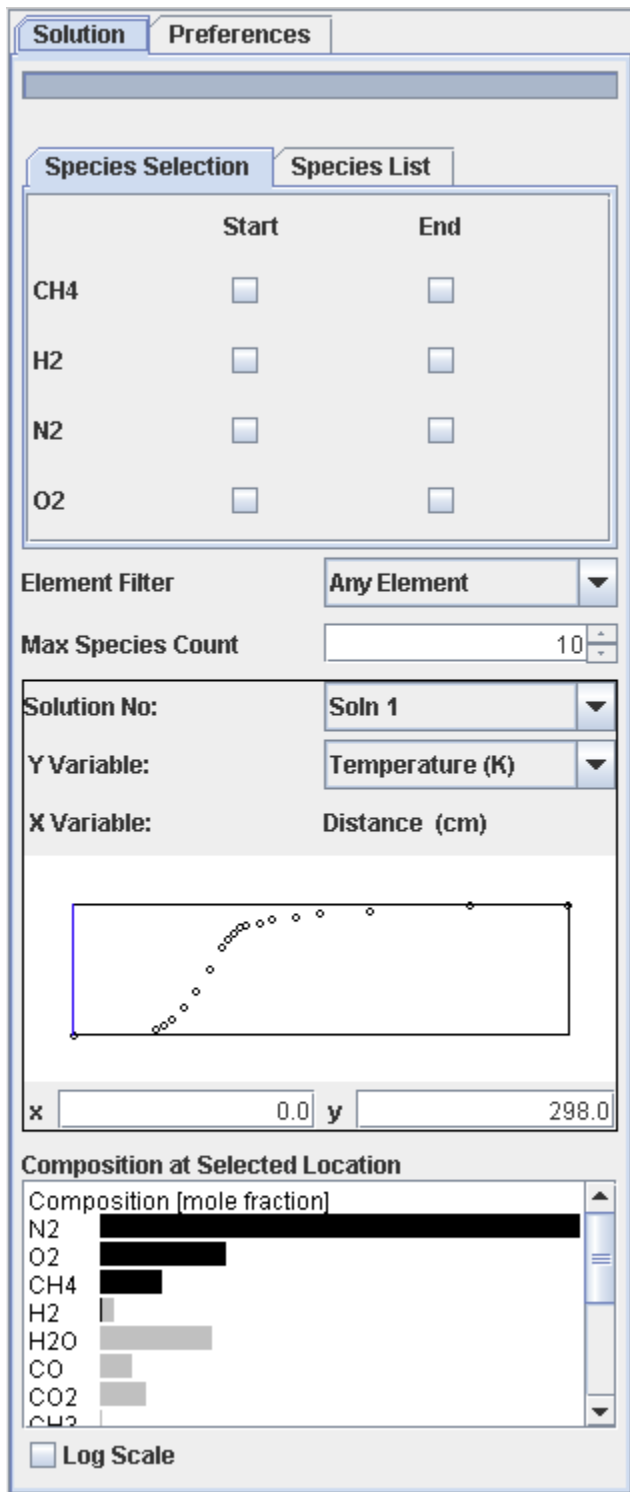 Solution Preferences
Species Selection Species List
Start End
CH4
H2
N2
O2
Element Filter Any Element
Max Species Count 10
Solution No: Soln 1
Y Variable: Temperature (K)
X Variable: Distance (cm)
x 0.0 y 298.0
Composition at Selected Location
Composition [mole fraction]
N2
O2
CH4
H2
H2O
CO
CO2
Log Scale